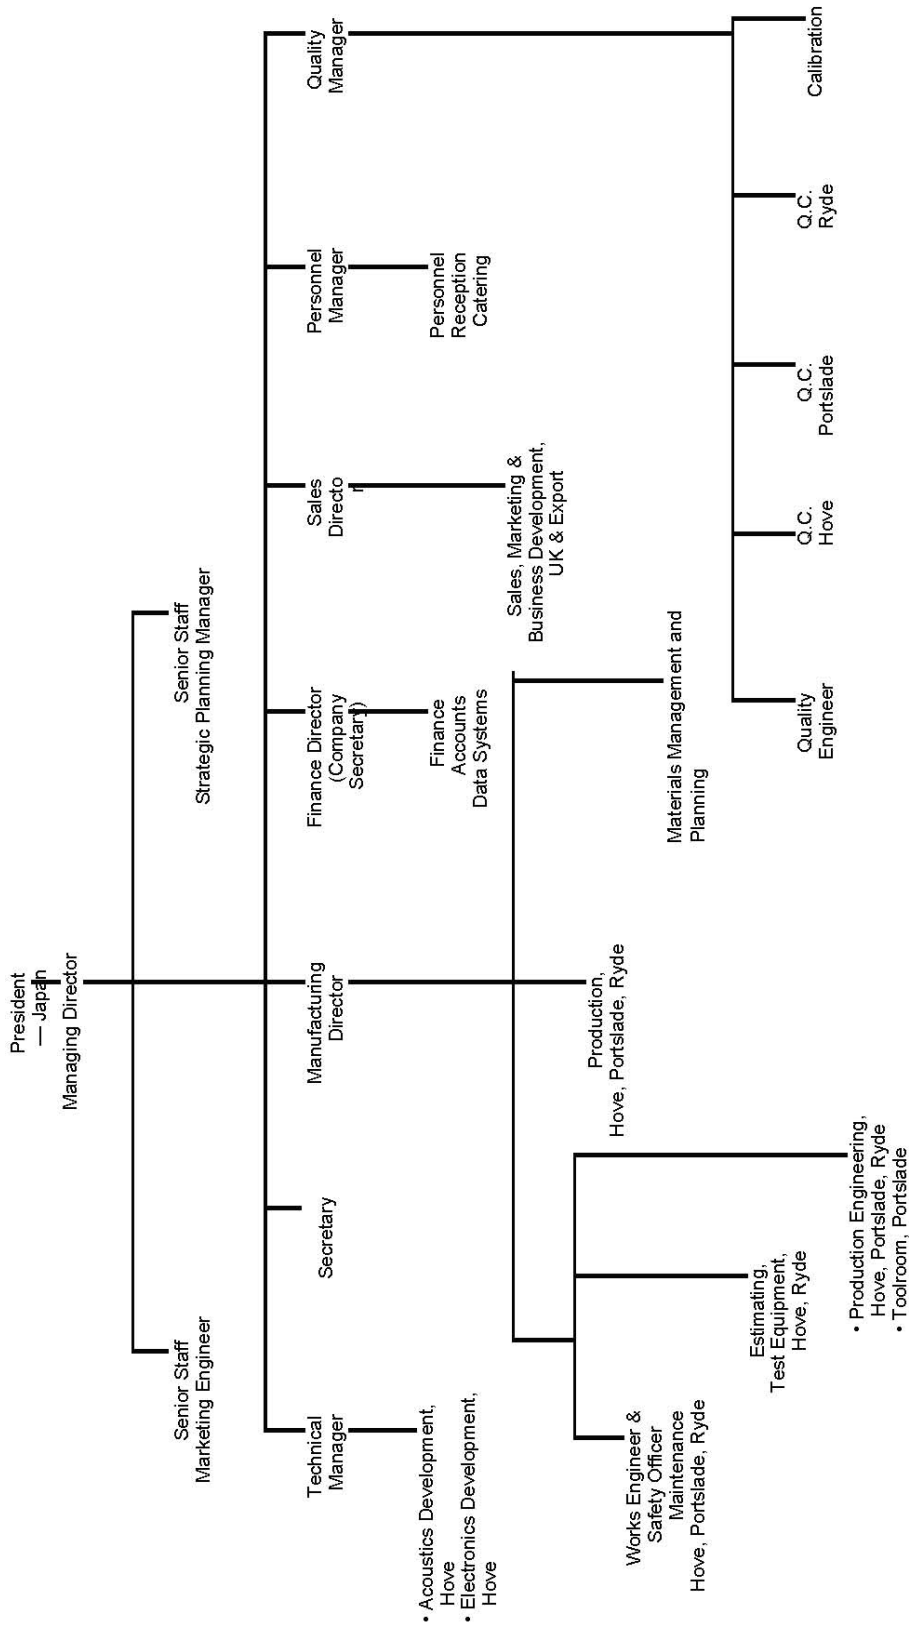 President
— Japan
Managing Director
Senior Staff
Marketing Engineer
Senior Staff
Strategic Planning Manager
Technical
Manager
Secretary
Manufacturing
Director
Finance Director
(Company
Secretary)
Sales
Directo
r
Personnel
Manager
Quality
Manager
• Acoustics Development,
Hove
• Electronics Development,
Hove
Finance
Accounts
Data Systems
Sales, Marketing &
Business Development,
UK & Export
Personnel
Reception
Catering
Works Engineer &
Safety Officer
Maintenance
Hove, Portslade, Ryde
Estimating,
Test Equipment,
Hove, Ryde
• Production Engineering,
Hove, Portslade, Ryde
• Toolroom, Portslade
Production,
Hove, Portslade, Ryde
Materials Management and
Planning
Quality
Engineer
Q.C.
Hove
Q.C.
Portslade
Q.C.
Ryde
Calibration